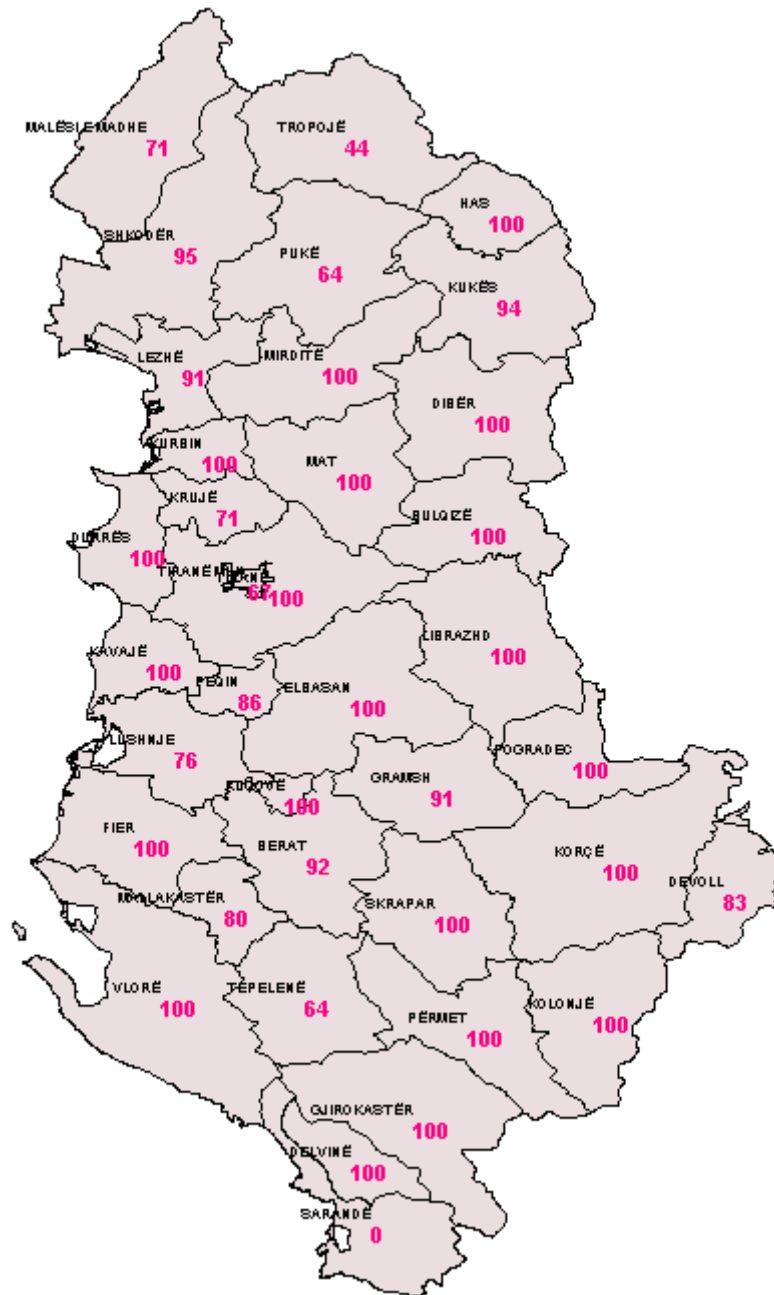 MALËSI E MADHE
71
TROPOJË
44
HAS
100
SHKODËR
95
PUKË
64
KUKËS
94
LEZHË
91
MIRDITË
100
DIBËR
100
KURBIN
100
MAT
100
KRUJË
71
BULQIZË
100
DURRËS
100
67
100
LIBRAZHD
100
KAVAJË
100
PEQIN
86
ELBASAN
100
LUSHNJE
76
POGRADEC
100
GRAMSH
91
KUÇOVË
100
FIER
100
BERAT
92
KORÇË
100
DEVOLL
83
MALLAKASTËR
80
SKRAPAR
100
VLORË
100
TEPELENË
64
PËRMET
100
KOLONJË
100
GJIROKASTËR
100
DELVINË
100
SARANDË
0